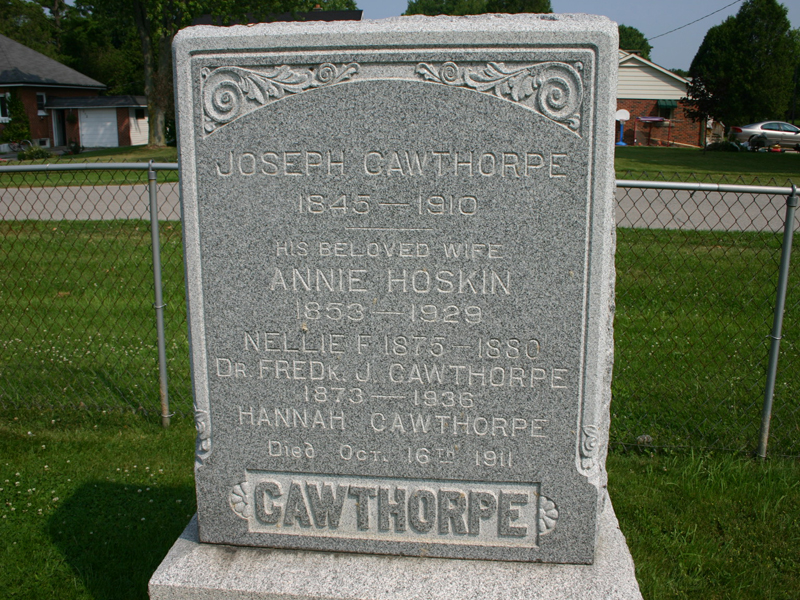 JOSEPH CAWTHORPE
1845 — 1910
HIS BELOVED WIFE
ANNIE HOSKIN
1853 — 1929
NELLIE F. 1875 — 1880
DR. FREDK. J. CAWTHORPE
1873 — 1936
HANNAH CAWTHORPE
DIED OCT. 16TH 1911
CAWTHORPE